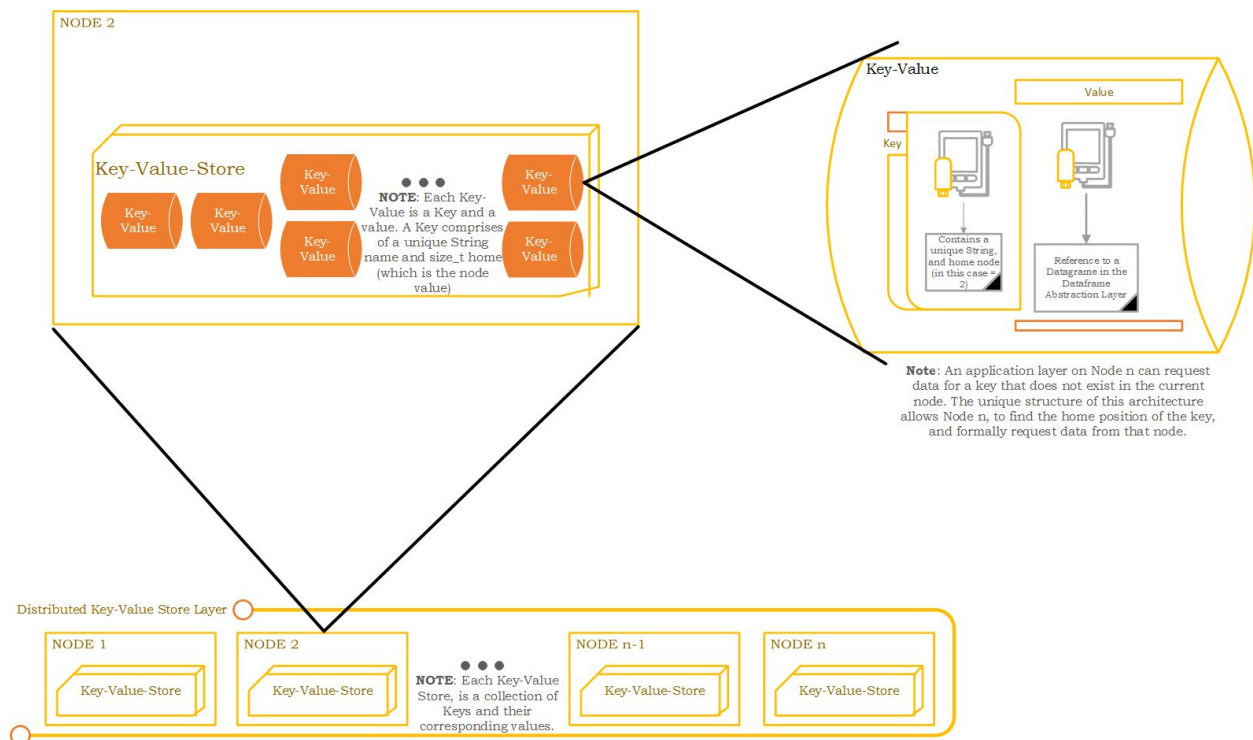 NODE 2
Key-Value-Store
Key-
Value
Key-
Value
Key-
Value
Key-
Value
NOTE: Each Key-
Value is a Key and a
value. A Key comprises
of a unique String
name and size_t home
(which is the node
value)
Key-
Value
Key-
Value
Key-Value
Value
Key
Contains a
unique String,
and home node
(in this case =
2)
Reference to a
Datagrame in the
Dataframe
Abstraction Layer
Note: An application layer on Node n can request
data for a key that does not exist in the current
node. The unique structure of this architecture
allows Node n, to find the home position of the key,
and formally request data from that node.
Distributed Key-Value Store Layer
NODE 1
Key-Value-Store
NODE 2
Key-Value-Store
NOTE: Each Key-Value
Store, is a collection of
Keys and their
corresponding values.
NODE n-1
Key-Value-Store
NODE n
Key-Value-Store